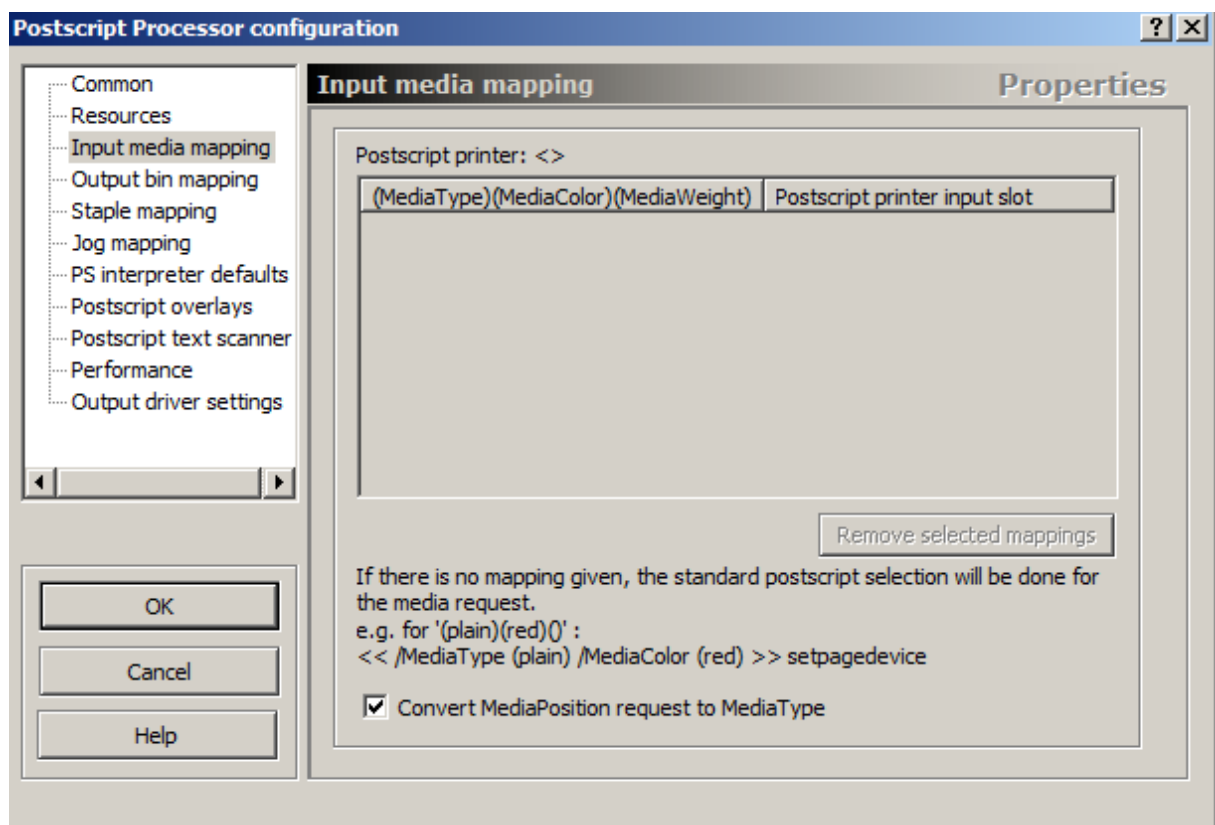 Postscript Processor configuration
Common
Resources
Input media mapping
Output bin mapping
Staple mapping
Jog mapping
PS interpreter defaults
Postscript overlays
Postscript text scanner
Performance
Output driver settings
OK
Cancel
Help
Input media mapping Properties
Postscript printer: <>
(MediaType)(MediaColor)(MediaWeight) Postscript printer input slot
Remove selected mappings
If there is no mapping given, the standard postscript selection will be done for
the media request.
e.g. for '(plain)(red)()' :
<< /MediaType (plain) /MediaColor (red) >> setpagedevice
Convert MediaPosition request to MediaType